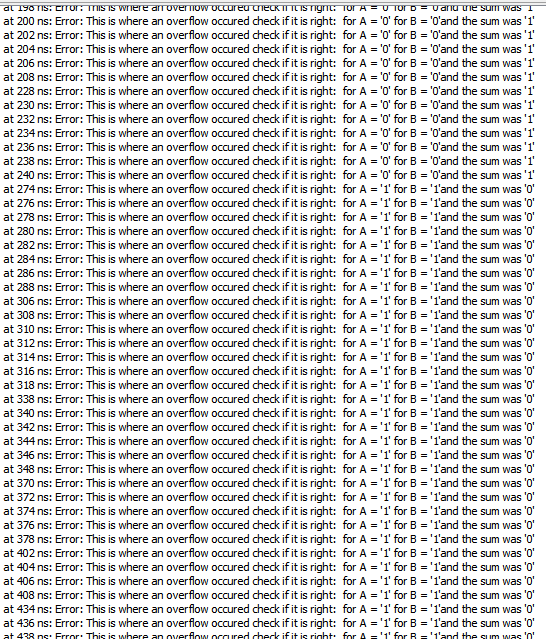 at 198 ns: Error: This is where an overflow occured check if it is right:  for A = '0' for B = '0'and the sum was '1'
at 200 ns: Error: This is where an overflow occured check if it is right:  for A = '0' for B = '0'and the sum was '1'
at 202 ns: Error: This is where an overflow occured check if it is right:  for A = '0' for B = '0'and the sum was '1'
at 204 ns: Error: This is where an overflow occured check if it is right:  for A = '0' for B = '0'and the sum was '1'
at 206 ns: Error: This is where an overflow occured check if it is right:  for A = '0' for B = '0'and the sum was '1'
at 208 ns: Error: This is where an overflow occured check if it is right:  for A = '0' for B = '0'and the sum was '1'
at 228 ns: Error: This is where an overflow occured check if it is right:  for A = '0' for B = '0'and the sum was '1'
at 230 ns: Error: This is where an overflow occured check if it is right:  for A = '0' for B = '0'and the sum was '1'
at 232 ns: Error: This is where an overflow occured check if it is right:  for A = '0' for B = '0'and the sum was '1'
at 234 ns: Error: This is where an overflow occured check if it is right:  for A = '0' for B = '0'and the sum was '1'
at 236 ns: Error: This is where an overflow occured check if it is right:  for A = '0' for B = '0'and the sum was '1'
at 238 ns: Error: This is where an overflow occured check if it is right:  for A = '0' for B = '0'and the sum was '1'
at 240 ns: Error: This is where an overflow occured check if it is right:  for A = '0' for B = '0'and the sum was '1'
at 274 ns: Error: This is where an overflow occured check if it is right:  for A = '1' for B = '1'and the sum was '0'
at 276 ns: Error: This is where an overflow occured check if it is right:  for A = '1' for B = '1'and the sum was '0'
at 278 ns: Error: This is where an overflow occured check if it is right:  for A = '1' for B = '1'and the sum was '0'
at 280 ns: Error: This is where an overflow occured check if it is right:  for A = '1' for B = '1'and the sum was '0'
at 282 ns: Error: This is where an overflow occured check if it is right:  for A = '1' for B = '1'and the sum was '0'
at 284 ns: Error: This is where an overflow occured check if it is right:  for A = '1' for B = '1'and the sum was '0'
at 286 ns: Error: This is where an overflow occured check if it is right:  for A = '1' for B = '1'and the sum was '0'
at 288 ns: Error: This is where an overflow occured check if it is right:  for A = '1' for B = '1'and the sum was '0'
at 306 ns: Error: This is where an overflow occured check if it is right:  for A = '1' for B = '1'and the sum was '0'
at 308 ns: Error: This is where an overflow occured check if it is right:  for A = '1' for B = '1'and the sum was '0'
at 310 ns: Error: This is where an overflow occured check if it is right:  for A = '1' for B = '1'and the sum was '0'
at 312 ns: Error: This is where an overflow occured check if it is right:  for A = '1' for B = '1'and the sum was '0'
at 314 ns: Error: This is where an overflow occured check if it is right:  for A = '1' for B = '1'and the sum was '0'
at 316 ns: Error: This is where an overflow occured check if it is right:  for A = '1' for B = '1'and the sum was '0'
at 318 ns: Error: This is where an overflow occured check if it is right:  for A = '1' for B = '1'and the sum was '0'
at 338 ns: Error: This is where an overflow occured check if it is right:  for A = '1' for B = '1'and the sum was '0'
at 340 ns: Error: This is where an overflow occured check if it is right:  for A = '1' for B = '1'and the sum was '0'
at 342 ns: Error: This is where an overflow occured check if it is right:  for A = '1' for B = '1'and the sum was '0'
at 344 ns: Error: This is where an overflow occured check if it is right:  for A = '1' for B = '1'and the sum was '0'
at 346 ns: Error: This is where an overflow occured check if it is right:  for A = '1' for B = '1'and the sum was '0'
at 348 ns: Error: This is where an overflow occured check if it is right:  for A = '1' for B = '1'and the sum was '0'
at 370 ns: Error: This is where an overflow occured check if it is right:  for A = '1' for B = '1'and the sum was '0'
at 372 ns: Error: This is where an overflow occured check if it is right:  for A = '1' for B = '1'and the sum was '0'
at 374 ns: Error: This is where an overflow occured check if it is right:  for A = '1' for B = '1'and the sum was '0'
at 376 ns: Error: This is where an overflow occured check if it is right:  for A = '1' for B = '1'and the sum was '0'
at 378 ns: Error: This is where an overflow occured check if it is right:  for A = '1' for B = '1'and the sum was '0'
at 402 ns: Error: This is where an overflow occured check if it is right:  for A = '1' for B = '1'and the sum was '0'
at 404 ns: Error: This is where an overflow occured check if it is right:  for A = '1' for B = '1'and the sum was '0'
at 406 ns: Error: This is where an overflow occured check if it is right:  for A = '1' for B = '1'and the sum was '0'
at 408 ns: Error: This is where an overflow occured check if it is right:  for A = '1' for B = '1'and the sum was '0'
at 434 ns: Error: This is where an overflow occured check if it is right:  for A = '1' for B = '1'and the sum was '0'
at 436 ns: Error: This is where an overflow occured check if it is right:  for A = '1' for B = '1'and the sum was '0'
at 438 ns: Error: This is where an overflow occured check if it is right:  for A = '1' for B = '1'and the sum was '0'